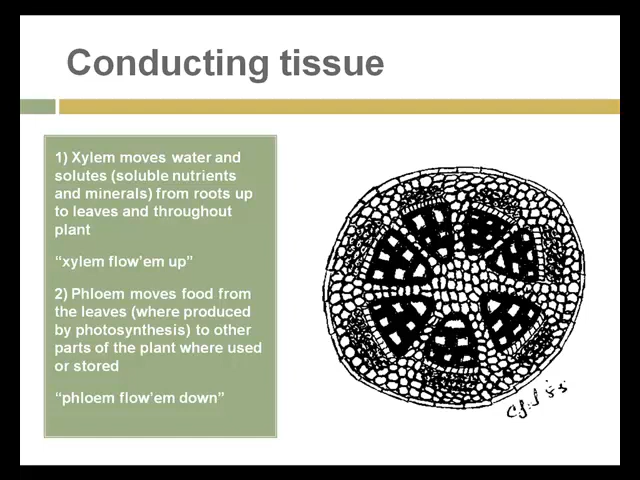 Conducting tissue
1) Xylem moves water and
solutes (soluble nutrients
and minerals) from roots up
to leaves and throughout
plant
“xylem flow’em up”
2) Phloem moves food from
the leaves (where produced
by photosynthesis) to other
parts of the plant where used
or stored
“phloem flow’em down”